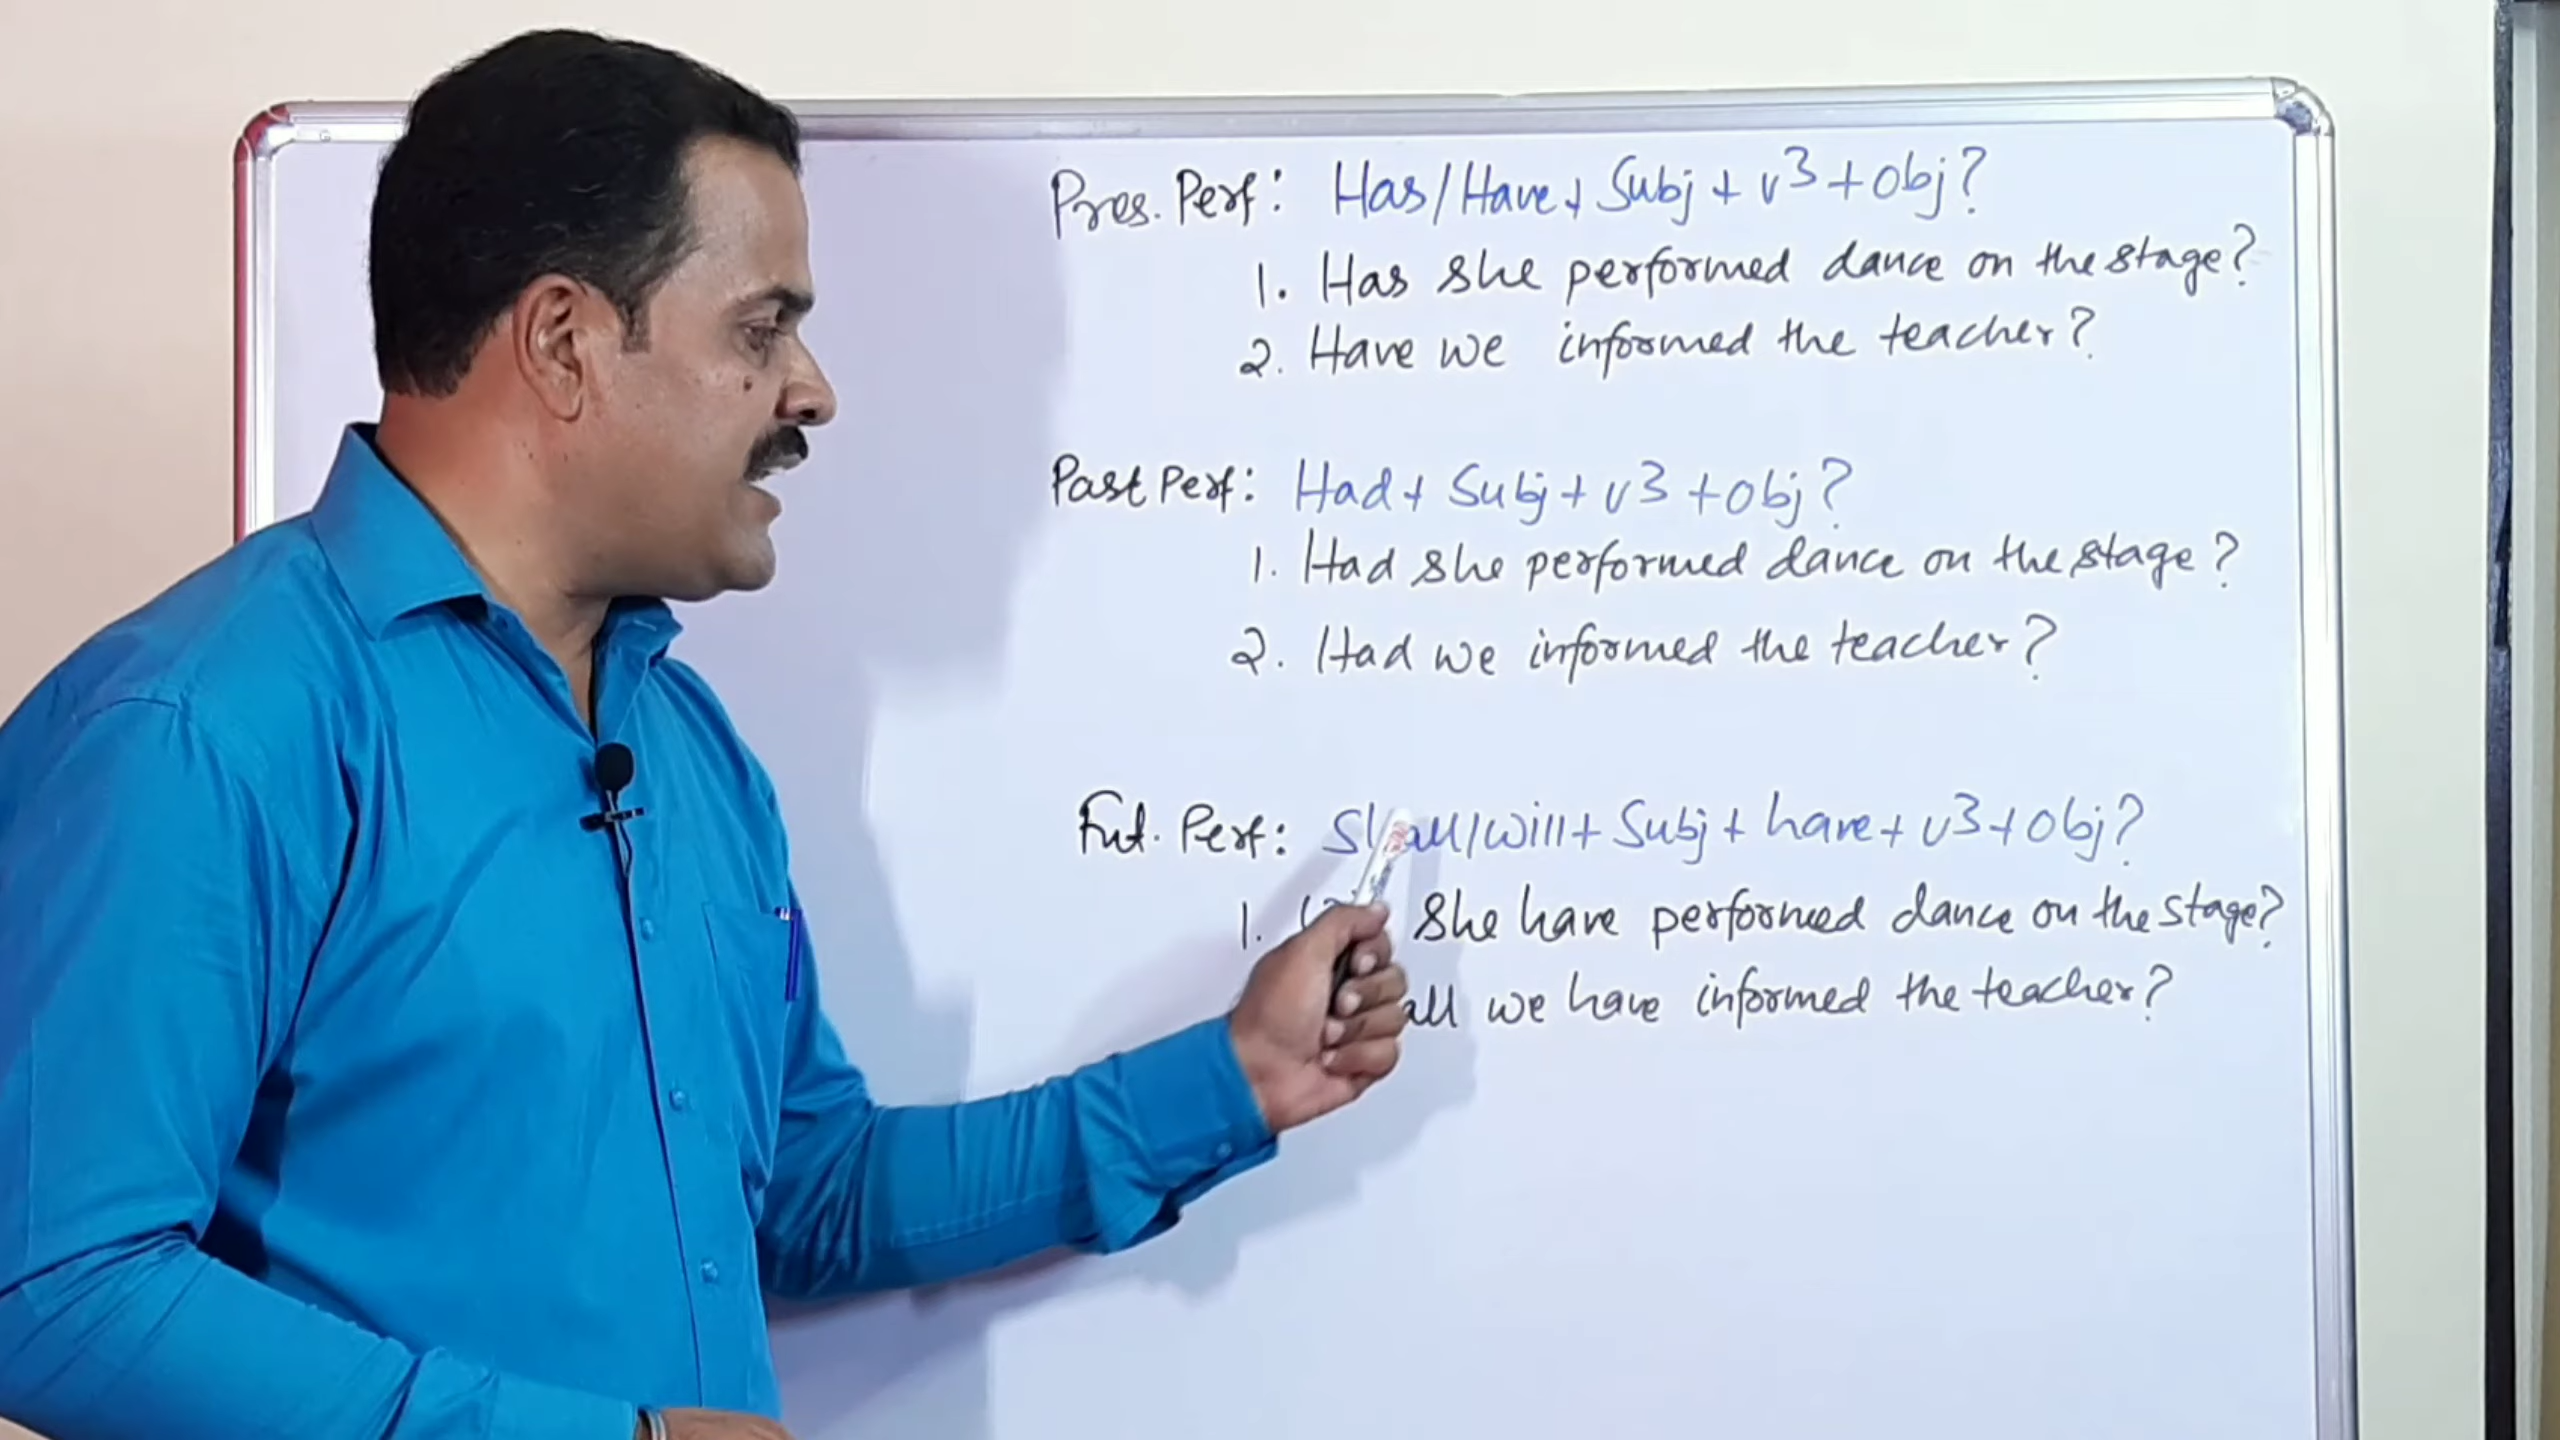 Pres. Perf: Has/Have + Subj + v3 + obj?
1. Has she performed dance on the stage?
2. Have we informed the teacher?
Past Perf: Had + Subj + v3 + obj?
1. Had she performed dance on the stage?
2. Had we informed the teacher?
Fut. Perf: Shall/Will + Subj + have + v3 + obj?
1. she have performed dance on the stage?
we have informed the teacher?